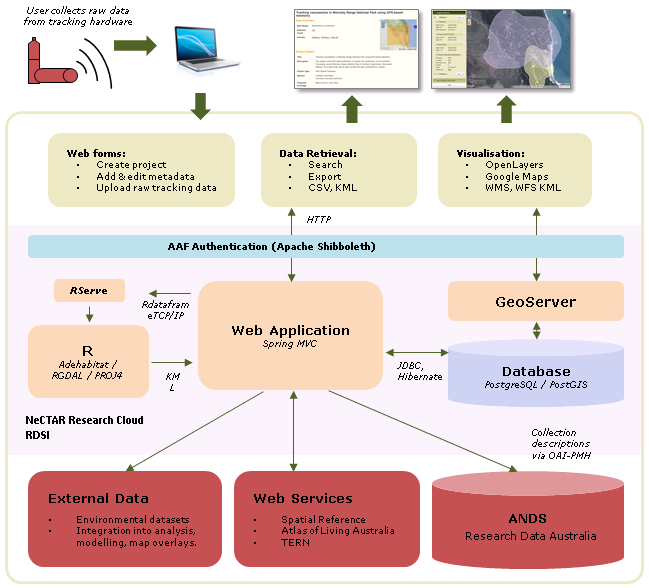 User collects raw data
from tracking hardware
Web forms:
• Create project
• Add & edit metadata
• Upload raw tracking data
Data Retrieval:
• Search
• Export
• CSV, KML
Visualisation:
• OpenLayers
• Google Maps
• WMS, WFS KML
HTTP
AAF Authentication (Apache Shibboleth)
RServe
Rdatafram
eTCP/IP
R
Adehabitat /
RGDAL / PROJ4
KM
L
Web Application
Spring MVC
JDBC,
Hibernate
GeoServer
Database
PostgreSQL / PostGIS
NeCTAR Research Cloud
RDSI
Collection
descriptions
via OAI-PMH
External Data
• Environmental datasets
• Integration into analysis,
modelling, map overlays.
Web Services
• Spatial Reference
• Atlas of Living Australia
• TERN
ANDS
Research Data Australia